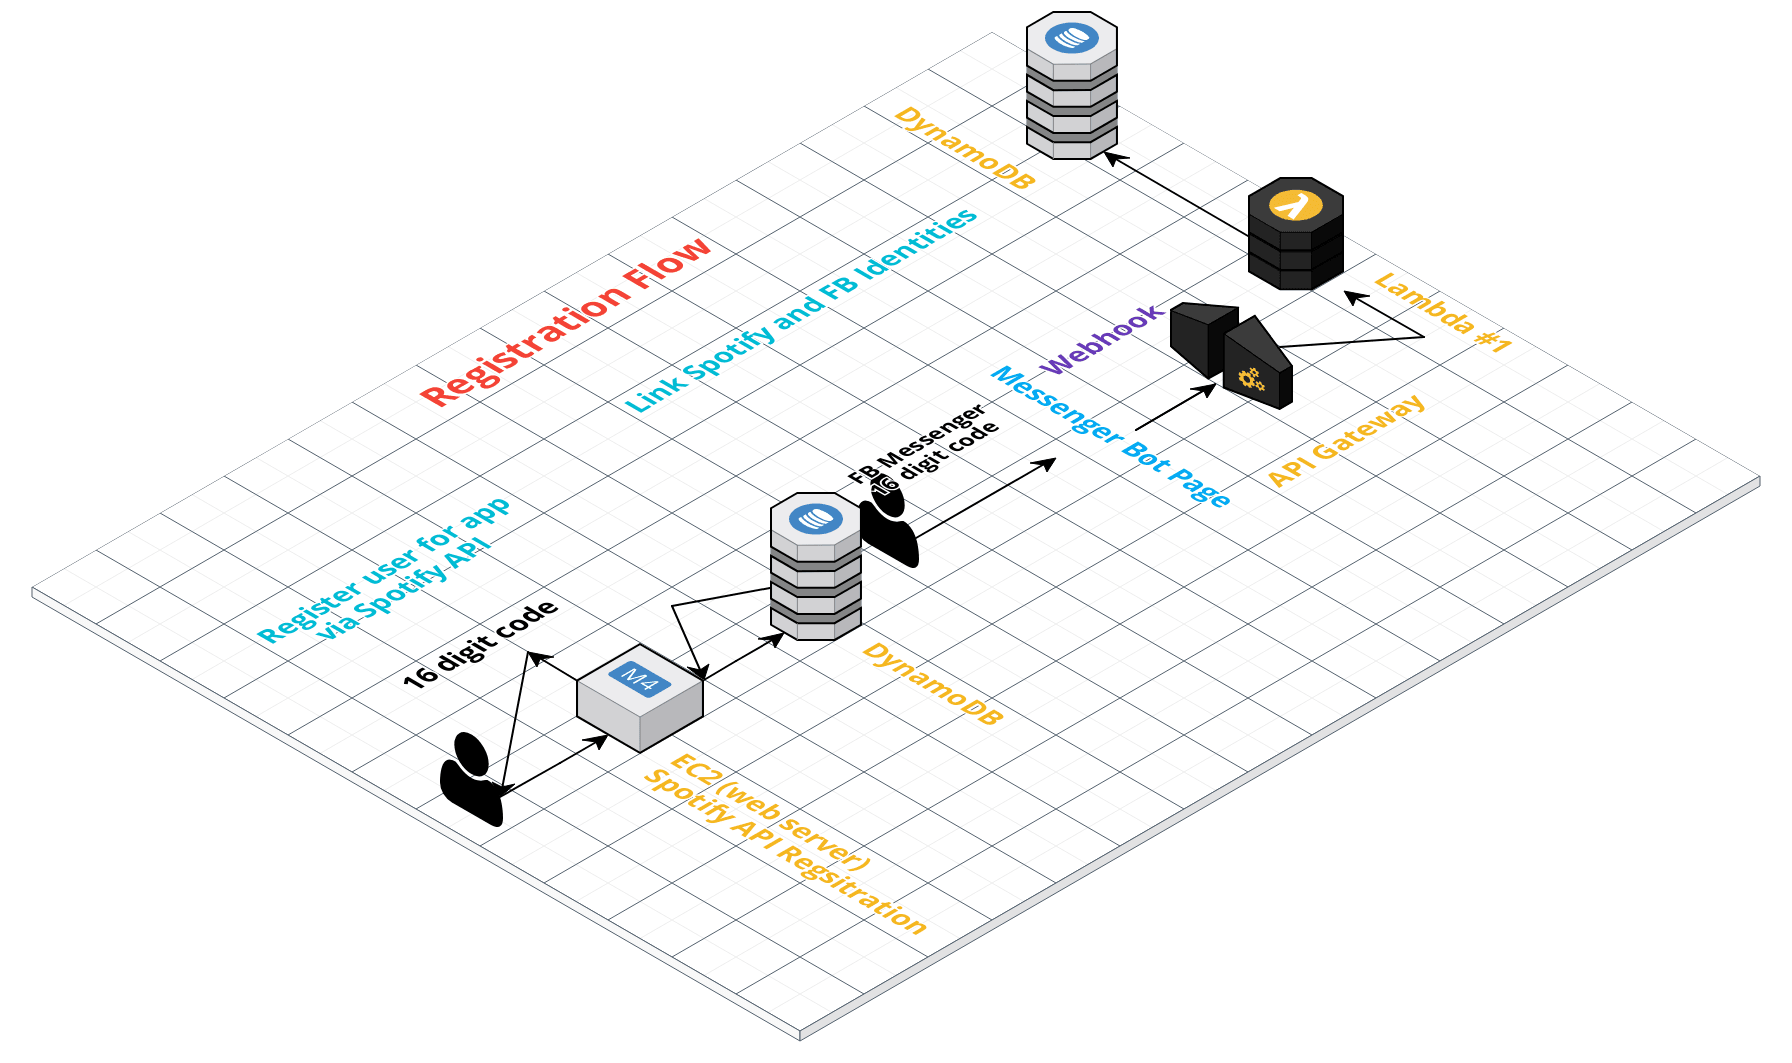 DynamoDB
Registration Flow
Link Spotify and FB Identities
Lambda #1
Webhook
Messenger Bot Page
API Gateway
FB Messenger
16 digit code
Register user for app
via Spotify API
16 digit code
M4
DynamoDB
EC2 (web server)
Spotify API Regsitration